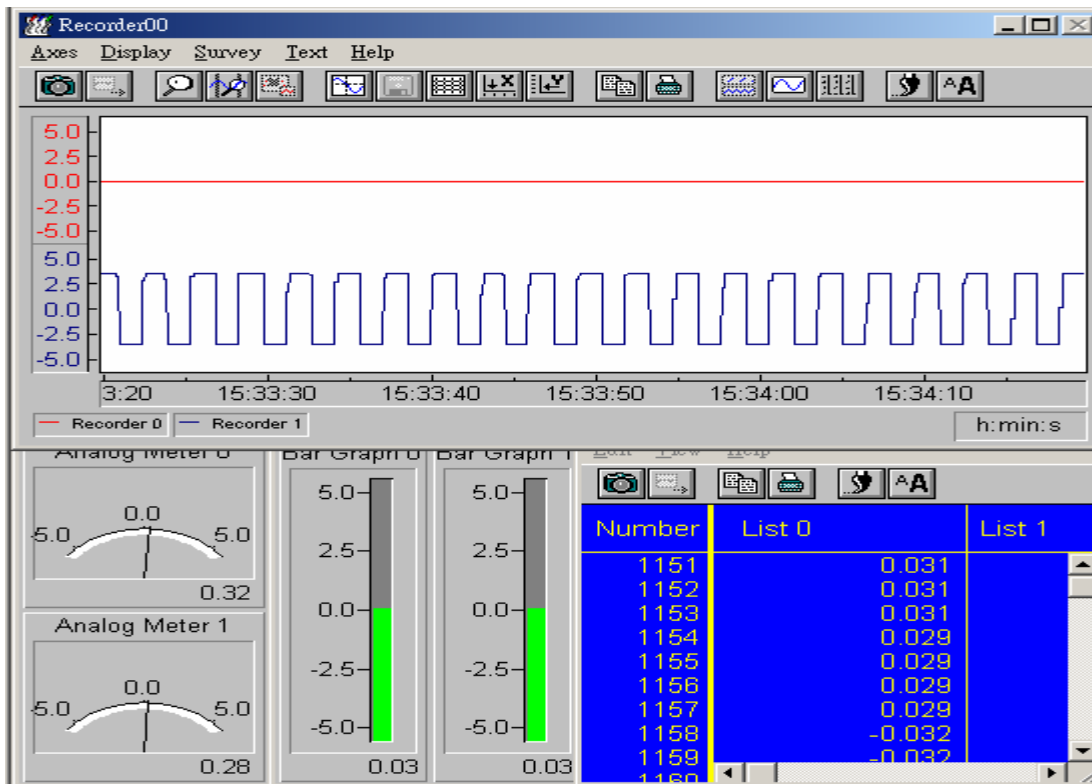 Recorder00
Axes Display Survey Text Help
AA
5.0
2.5
0.0
-2.5
-5.0
5.0
2.5
0.0
-2.5
-5.0
3:20 15:33:30 15:33:40 15:33:50 15:34:00 15:34:10
Recorder 0 Recorder 1 h:min:s
Analog Meter 0
-5.0 0.0 5.0
0.32
Analog Meter 1
-5.0 0.0 5.0
0.28
Bar Graph 0
5.0
2.5
0.0
-2.5
-5.0
0.03
Bar Graph 1
5.0
2.5
0.0
-2.5
-5.0
0.03
Edit View Help
AA
Number List 0 List 1
1151 0.031
1152 0.031
1153 0.031
1154 0.029
1155 0.029
1156 0.029
1157 0.029
1158 -0.032
1159 -0.032
1160